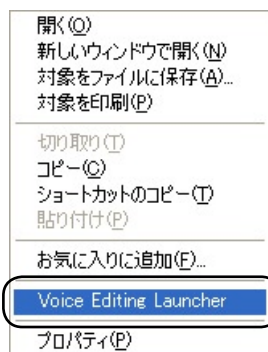 開く(O)
新しいウィンドウで開く(N)
対象をファイルに保存(A)...
対象を印刷(P)
切り取り(T)
コピー(C)
ショートカットのコピー(T)
貼り付け(P)
お気に入りに追加(F)...
Voice Editing Launcher
プロパティ(P)